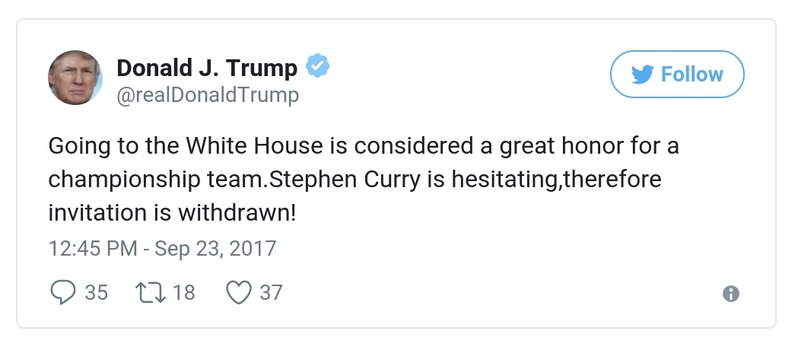 Donald J. Trump
@realDonaldTrump
Follow
Going to the White House is considered a great honor for a
championship team.Stephen Curry is hesitating,therefore
invitation is withdrawn!
12:45 PM - Sep 23, 2017
35 18 37